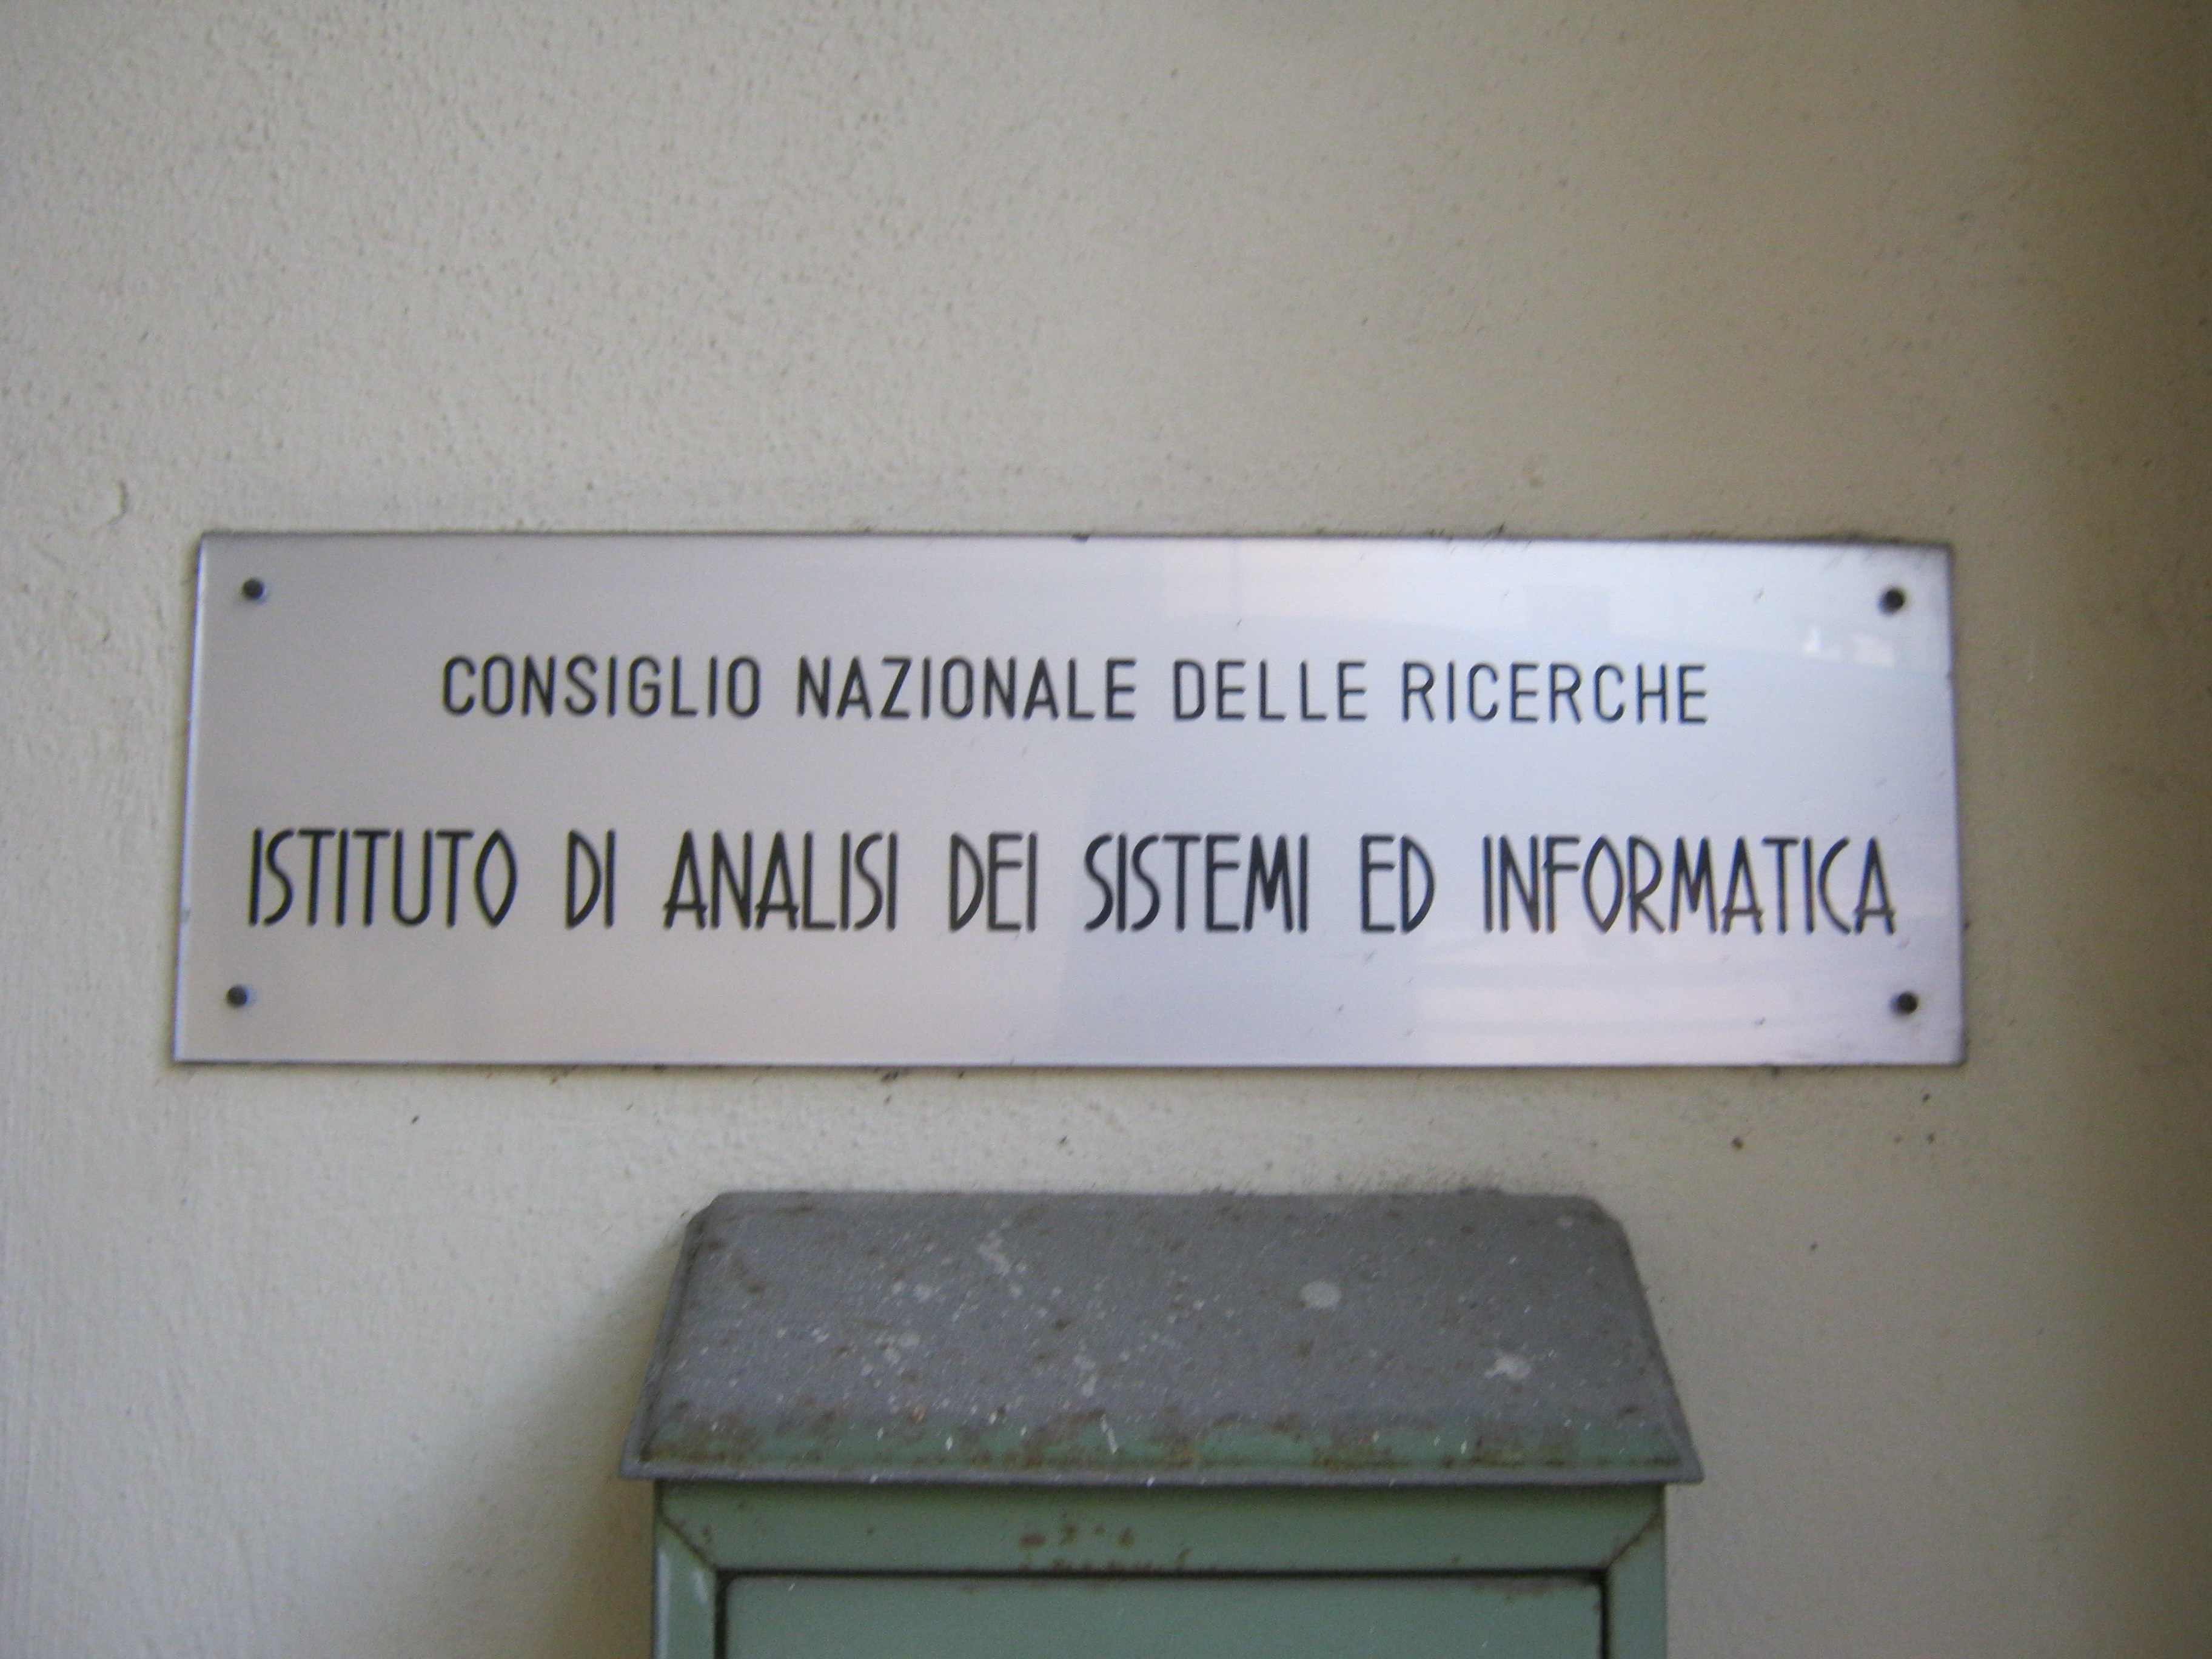 CONSIGLIO NAZIONALE DELLE RICERCHE
ISTITUTO DI ANALISI DEI SISTEMI ED INFORMATICA